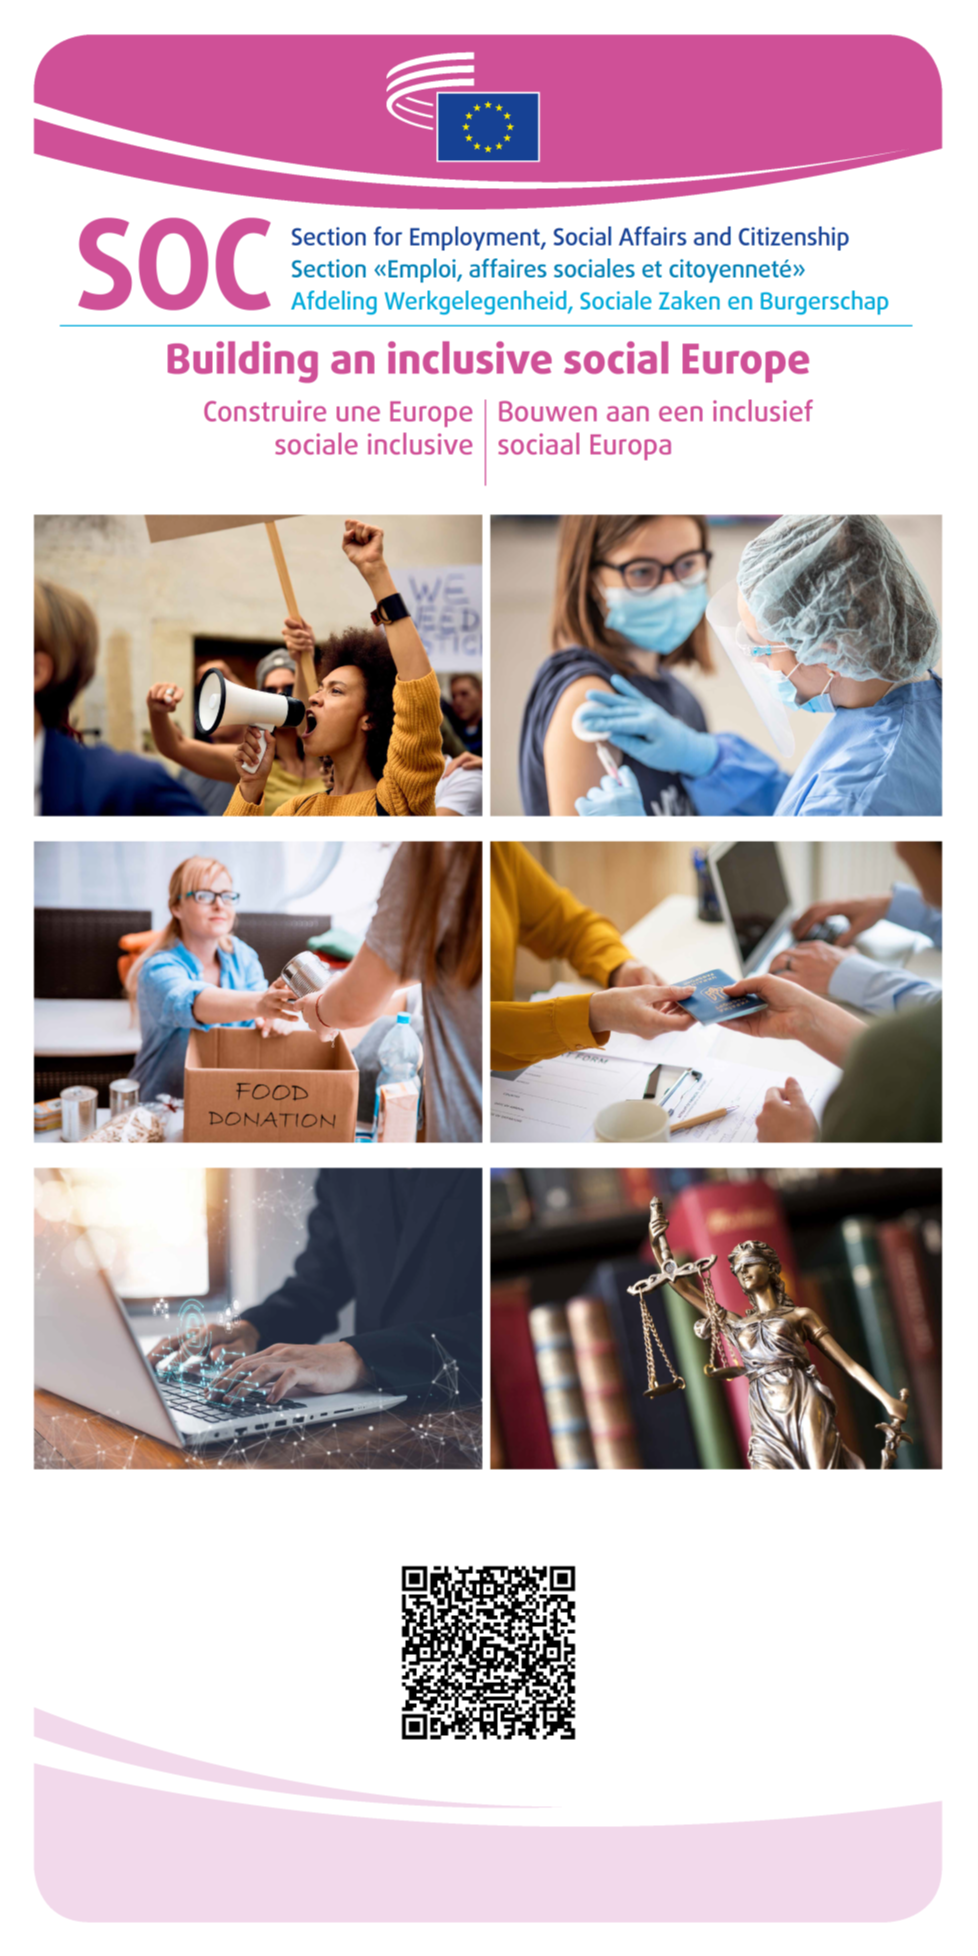 SOC
Section for Employment, Social Affairs and Citizenship
Section «Emploi, affaires sociales et citoyenneté»
Afdeling Werkgelegenheid, Sociale Zaken en Burgerschap
Building an inclusive social Europe
Construire une Europe
sociale inclusive
Bouwen aan een inclusief
sociaal Europa
WE
FOOD
DONATION
FORM